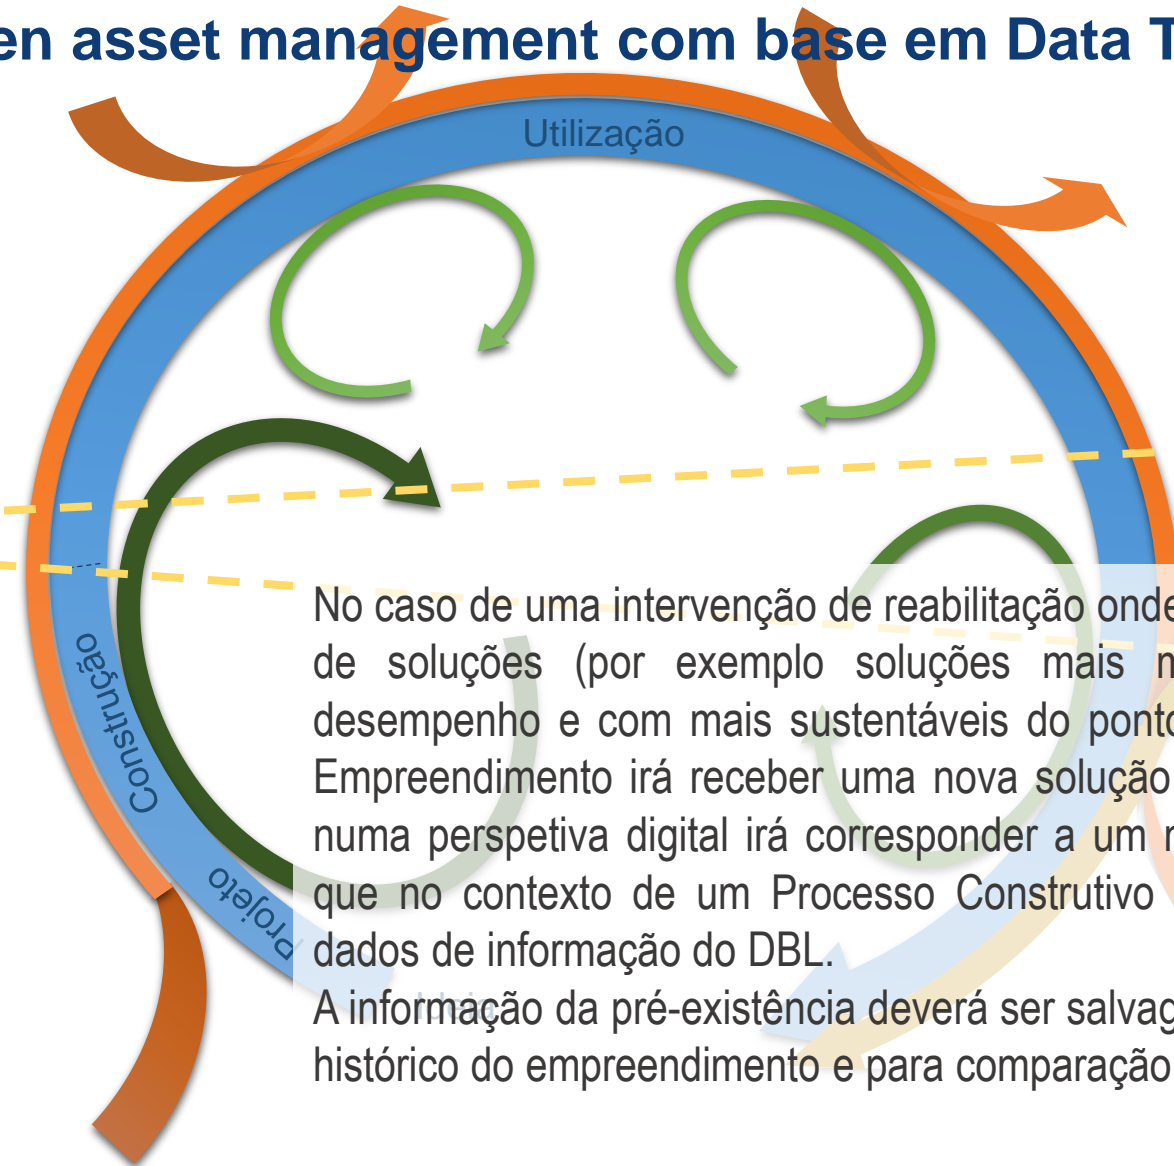 en asset management com base em Data T
Utilização
Construção
Projeto
Ideia
No caso de uma intervenção de reabilitação onde
de soluções (por exemplo soluções mais
desempenho e com mais sustentáveis do ponto
Empreendimento irá receber uma nova solução
numa perspetiva digital irá corresponder a um
que no contexto de um Processo Construtivo
dados de informação do DBL.
A informação da pré-existência deverá ser salvag
histórico do empreendimento e para comparação